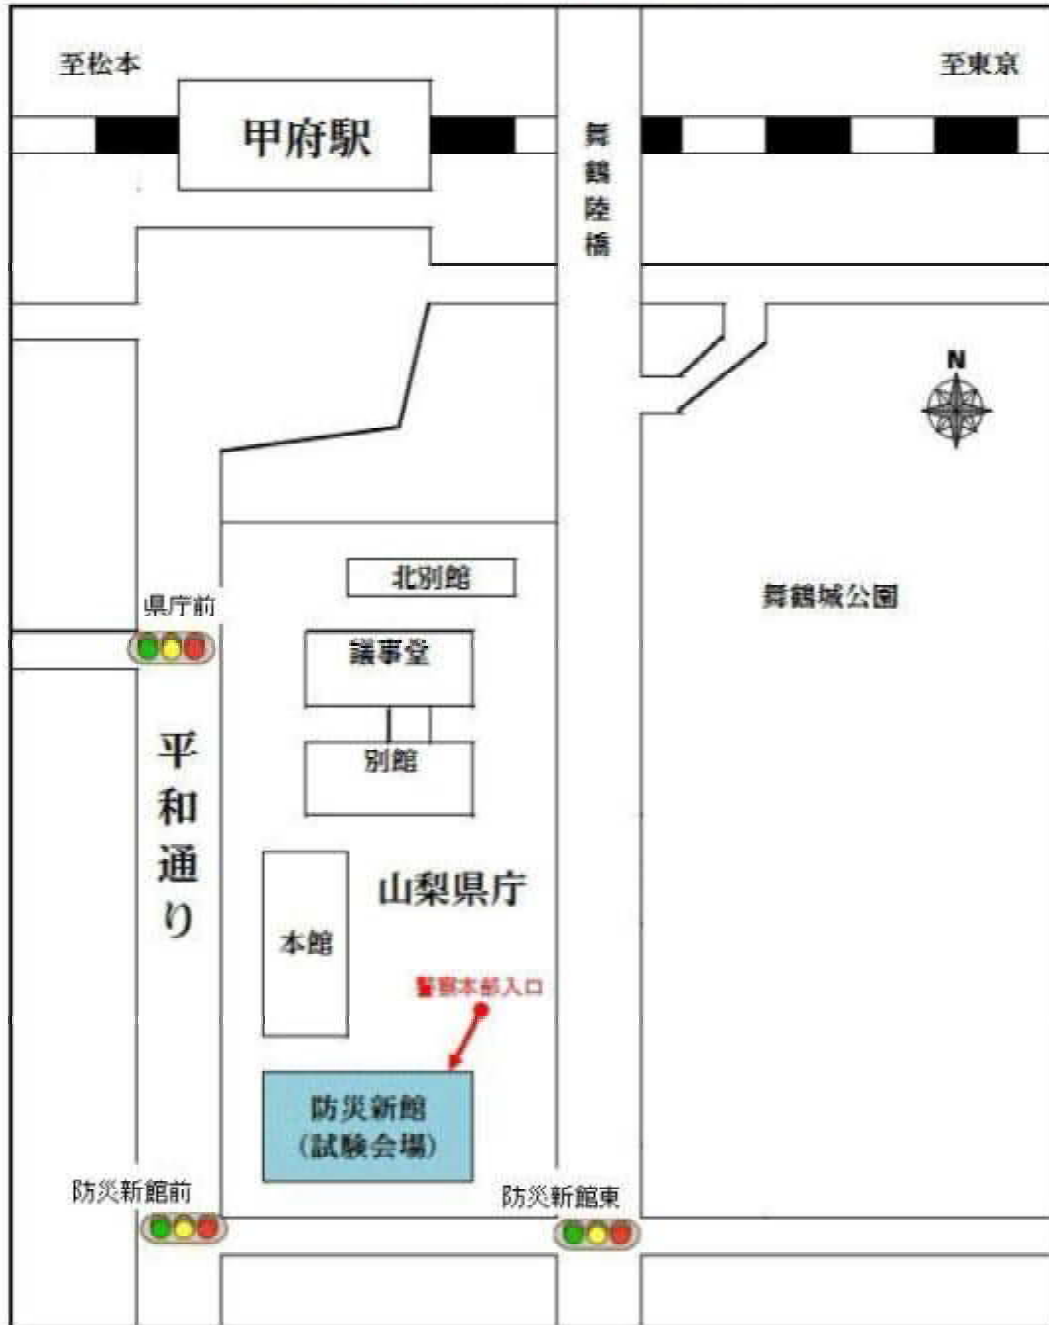 至松本
至東京
甲府駅
舞鶴陸橋
N
北別館
舞鶴城公園
県庁前
議事堂
平和通り
別館
山梨県庁
本館
警察本部入口
防災新館
(試験会場)
防災新館前
防災新館東